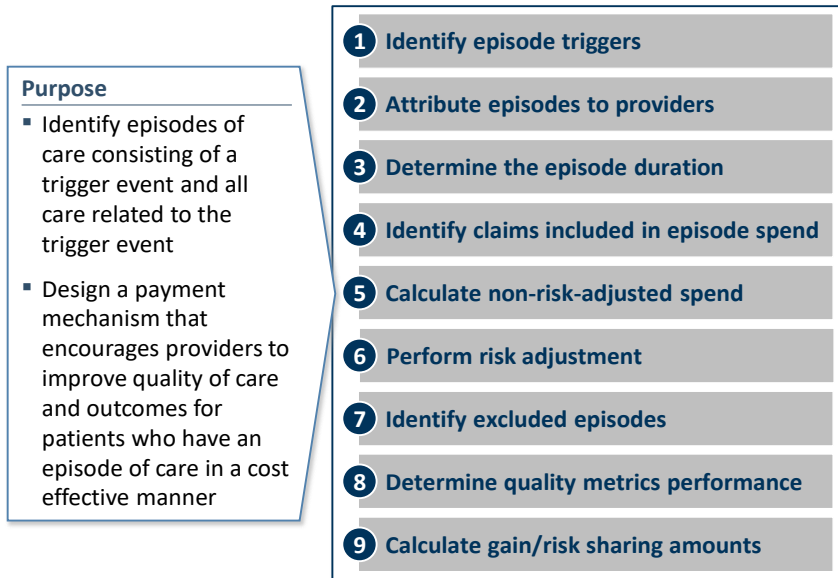 Purpose
▪ Identify episodes of
care consisting of a
trigger event and all
care related to the
trigger event
▪ Design a payment
mechanism that
encourages providers to
improve quality of care
and outcomes for
patients who have an
episode of care in a cost
effective manner
1 Identify episode triggers
2 Attribute episodes to providers
3 Determine the episode duration
4 Identify claims included in episode spend
5 Calculate non-risk-adjusted spend
6 Perform risk adjustment
7 Identify excluded episodes
8 Determine quality metrics performance
9 Calculate gain/risk sharing amounts